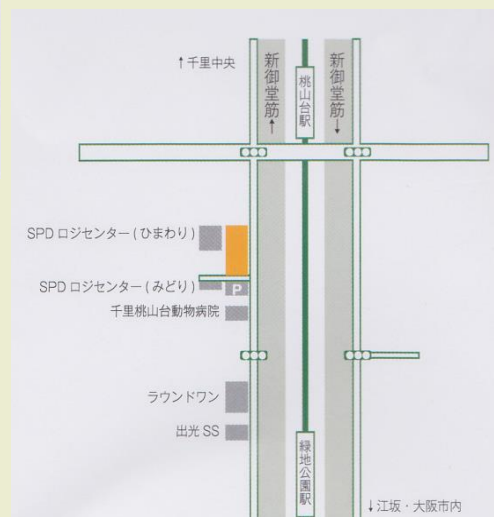 ↑千里中央
新御堂筋↑
桃山台駅
新御堂筋↓
SPD ロジセンター ( ひまわり )
SPD ロジセンター ( みどり )
P
千里桃山台動物病院
ラウンドワン
出光 SS
緑地公園駅
↓江坂・大阪市内